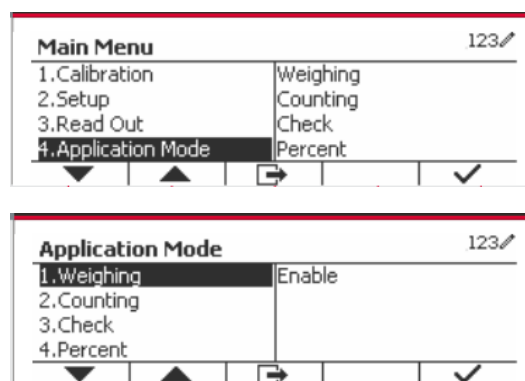 Main Menu 123
1.Calibration Weighing
2.Setup Counting
3.Read Out Check
4.Application Mode Percent
Application Mode 123
1.Weighing Enable
2.Counting
3.Check
4.Percent